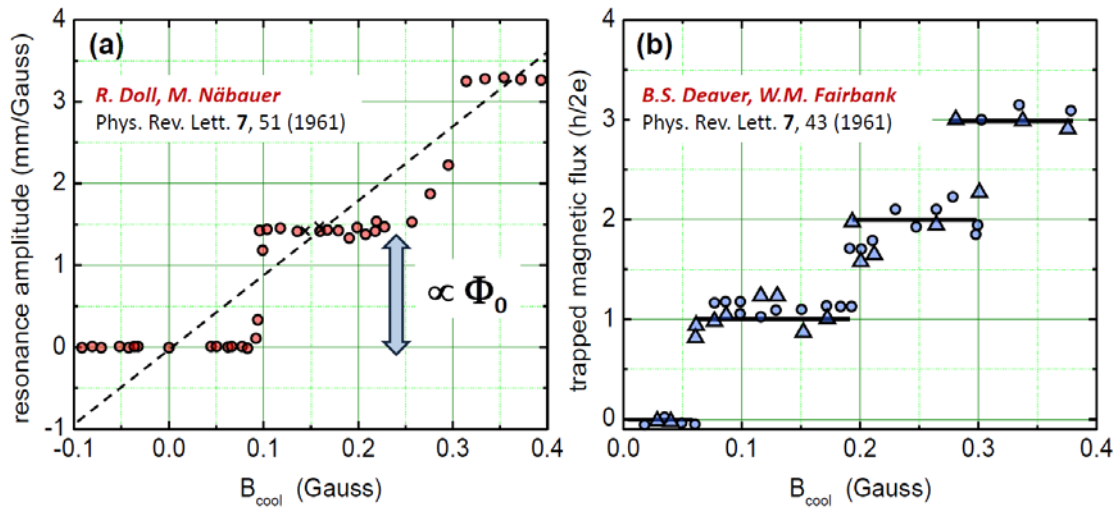 (a)
R. Doll, M. Näbauer
Phys. Rev. Lett. 7, 51 (1961)
∝ Φ0
resonance amplitude (mm/Gauss)
4
3
2
1
0
-1
-0.1
0.0
0.1
0.2
0.3
0.4
Bcool (Gauss)
(b)
B.S. Deaver, W.M. Fairbank
Phys. Rev. Lett. 7, 43 (1961)
trapped magnetic flux (h/2e)
4
3
2
1
0
0.0
0.1
0.2
0.3
0.4
Bcool (Gauss)